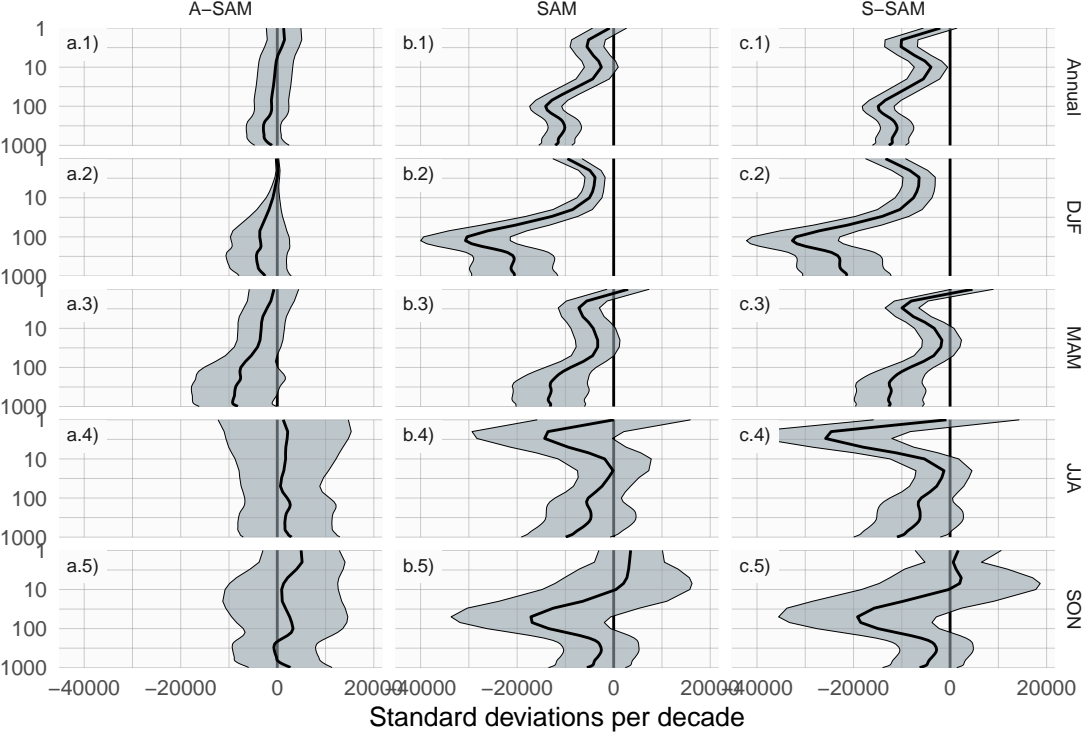 A−SAM SAM S−SAM
1 a.1) b.1) c.1) Annual
10
100
1000
1 a.2) b.2) c.2) DJF
10
100
1000
1 a.3) b.3) c.3) MAM
10
100
1000
1 a.4) b.4) c.4) JJA
10
100
1000
1 a.5) b.5) c.5) SON
10
100
1000
−40000 −20000 0 20000 −40000 −20000 0 20000 −40000 −20000 0 20000
Standard deviations per decade